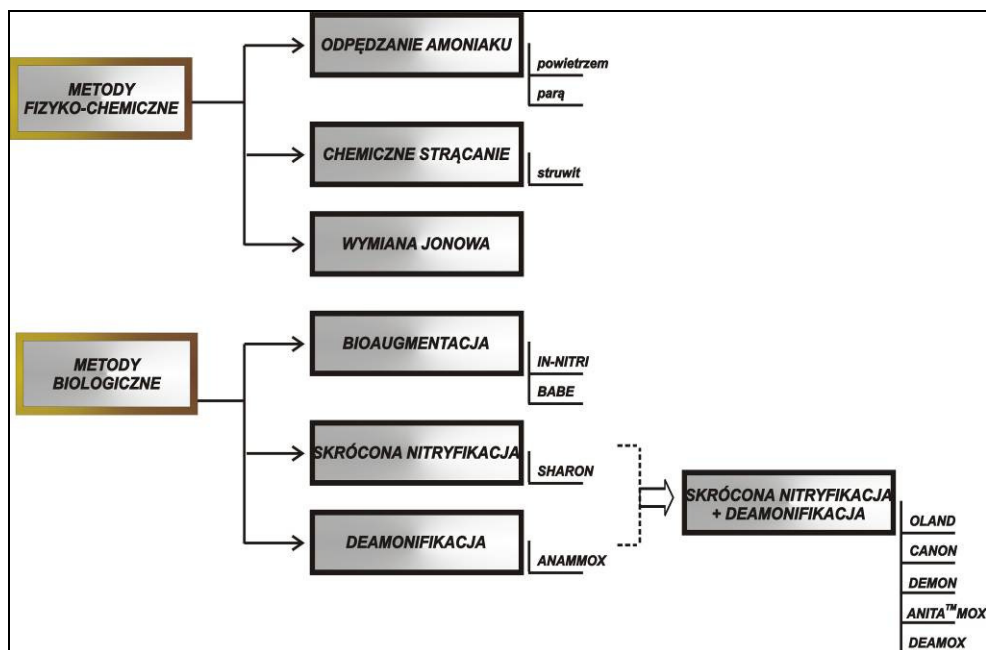 METODY
FIZYKO-CHEMICZNE
ODPĘDZANIE AMONIAKU
powietrzem
parą
CHEMICZNE STRĄCANIE
struwit
WYMIANA JONOWA
METODY
BIOLOGICZNE
BIOAUGMENTACJA
IN-NITRI
BABE
SKRÓCONA NITRYFIKACJA
SHARON
DEAMONIFIKACJA
ANAMMOX
SKRÓCONA NITRYFIKACJA
+ DEAMONIFIKACJA
OLAND
CANON
DEMON
ANITA™MOX
DEAMOX